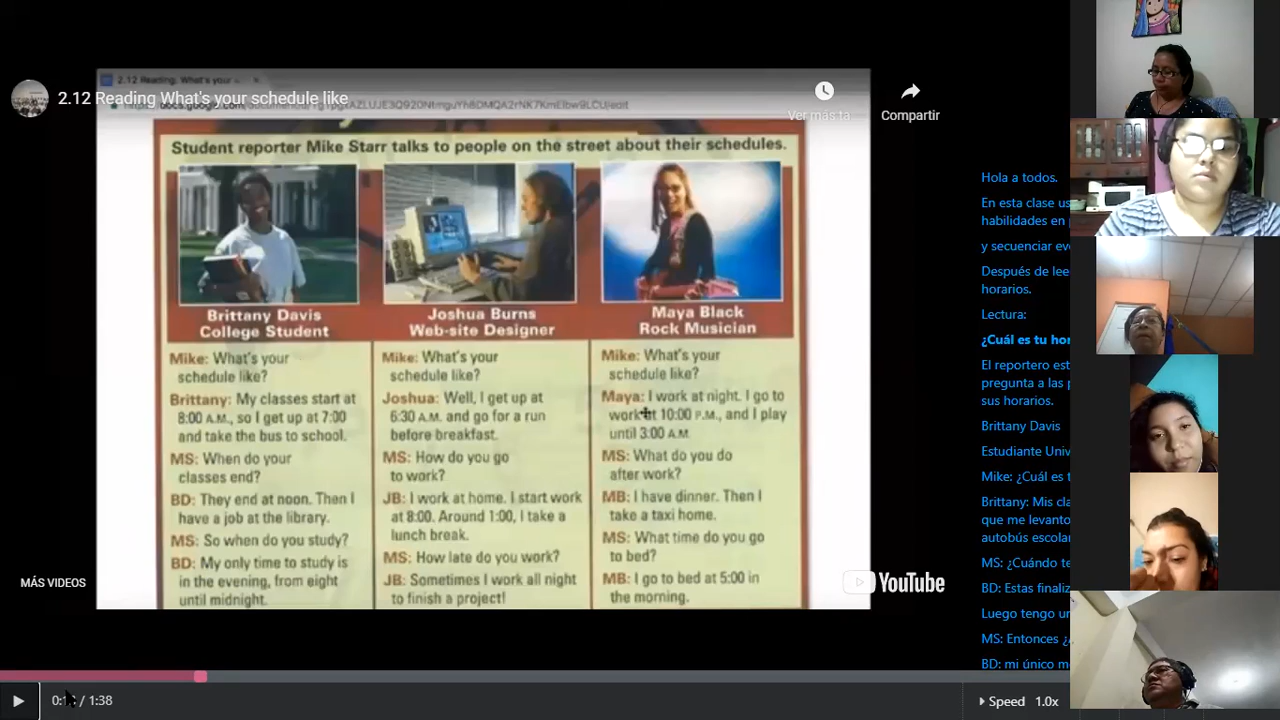 2.12 Reading. What's your
2.12 Reading What's your schedule like
Ver más ta...
Compartir
Student reporter Mike Starr talks to people on the street about their schedules.
Brittany Davis
College Student
Mike: What's your
schedule like?
Brittany: My classes start at
8:00 A.M., so I get up at 7:00
and take the bus to school.
MS: When do your
classes end?
BD: They end at noon. Then I
have a job at the library.
MS: So when do you study?
BD: My only time to study is
in the evening, from eight
until midnight.
Joshua Burns
Web-site Designer
Mike: What's your
schedule like?
Joshua: Well, I get up at
6:30 A.M. and go for a run
before breakfast.
MS: How do you go
to work?
JB: I work at home. I start work
at 8:00. Around 1:00, I take a
lunch break.
MS: How late do you work?
JB: Sometimes I work all night
to finish a project!
Maya Black
Rock Musician
Mike: What's your
schedule like?
Maya: I work at night. I go to
work at 10:00 P.M., and I play
until 3:00 A.M.
MS: What do you do
after work?
MB: I have dinner. Then I
take a taxi home.
MS: What time do you go
to bed?
MB: I go to bed at 5:00 in
the morning.
MÁS VIDEOS
YouTube
/ 1:38
Speed 1.0x
Hola a todos.
En esta clase us
habilidades en
y secuenciar ev
Después de lee
horarios.
Lectura:
¿Cuál es tu hor
El reportero est
pregunta a las p
sus horarios.
Brittany Davis
Estudiante Univ
Mike: ¿Cuál es t
Brittany: Mis cla
que me levanto
autobús escola
MS: ¿Cuándo te
BD: Estas finaliz
Luego tengo un
MS: Entonces ¿
BD: mi único m